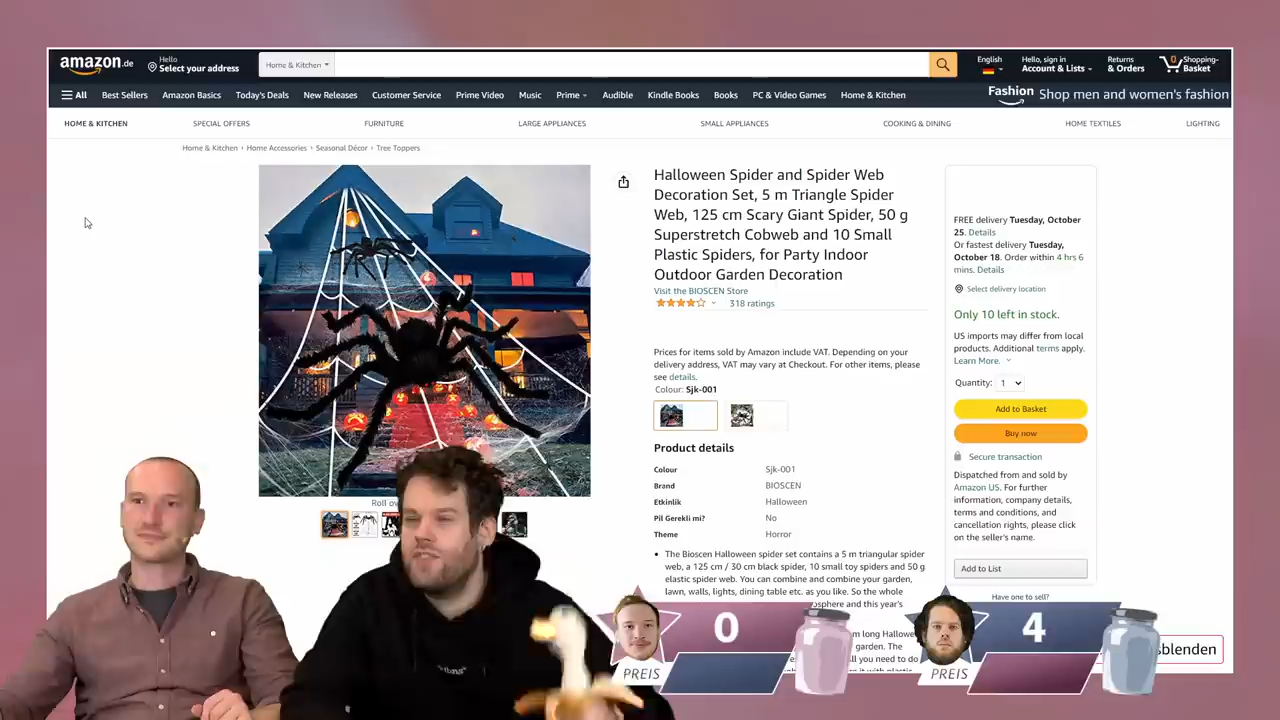 amazon.de
Hello
Select your address
Home & Kitchen
English
Hello, sign in
Account & Lists
Returns
& Orders
0
Shopping-
Basket
All
Best Sellers
Amazon Basics
Today's Deals
New Releases
Customer Service
Prime Video
Music
Prime
Audible
Kindle Books
Books
PC & Video Games
Home & Kitchen
Fashion
Shop men and women's fashion
HOME & KITCHEN
SPECIAL OFFERS
FURNITURE
LARGE APPLIANCES
SMALL APPLIANCES
COOKING & DINING
HOME TEXTILES
LIGHTING
Home & Kitchen › Home Accessories › Seasonal Décor › Tree Toppers
Halloween Spider and Spider Web
Decoration Set, 5 m Triangle Spider
Web, 125 cm Scary Giant Spider, 50 g
Superstretch Cobweb and 10 Small
Plastic Spiders, for Party Indoor
Outdoor Garden Decoration
Visit the BIOSCEN Store
318 ratings
Prices for items sold by Amazon include VAT. Depending on your
delivery address, VAT may vary at Checkout. For other items, please
see details.
Colour: Sjk-001
Product details
Colour Sjk-001
Brand BIOSCEN
Etkinlik Halloween
Pil Gerekli mi? No
Theme Horror
• The Bioscen Halloween spider set contains a 5 m triangular spider
web, a 125 cm / 30 cm black spider, 10 small toy spiders and 50 g
elastic spider web. You can combine and combine your garden,
lawn, walls, lights, dining table etc. as you like. So the whole
and this year's
m long
garden. The
you need to do
FREE delivery Tuesday, October
25. Details
Or fastest delivery Tuesday,
October 18. Order within 4 hrs 6
mins. Details
Select delivery location
Only 10 left in stock.
US imports may differ from local
products. Additional terms apply.
Learn More.
Quantity: 1
Add to Basket
Buy now
Secure transaction
Dispatched from and sold by
Amazon US. For further
information, company details,
terms and conditions, and
cancellation rights, please click
on the seller's name.
Add to List
Have one to sell?
Roll
0
PREIS
4
PREIS